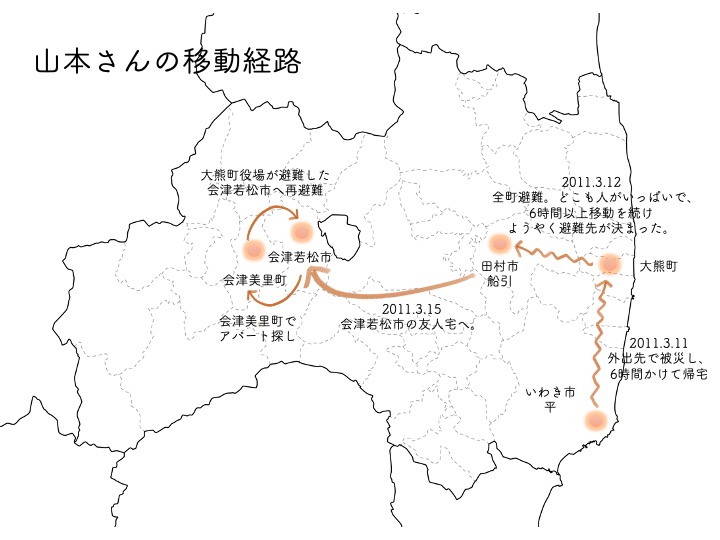 山本さんの移動経路
大熊町役場が避難した
会津若松市へ再避難
2011.3.12
全町避難。どこも人がいっぱいで、
6時間以上移動を続け
ようやく避難先が決まった。
会津若松市
田村市
船引
大熊町
会津美里町
会津美里町で
アパート探し
2011.3.15
会津若松市の友人宅へ。
2011.3.11
外出先で被災し、
6時間かけて帰宅
いわき市
平